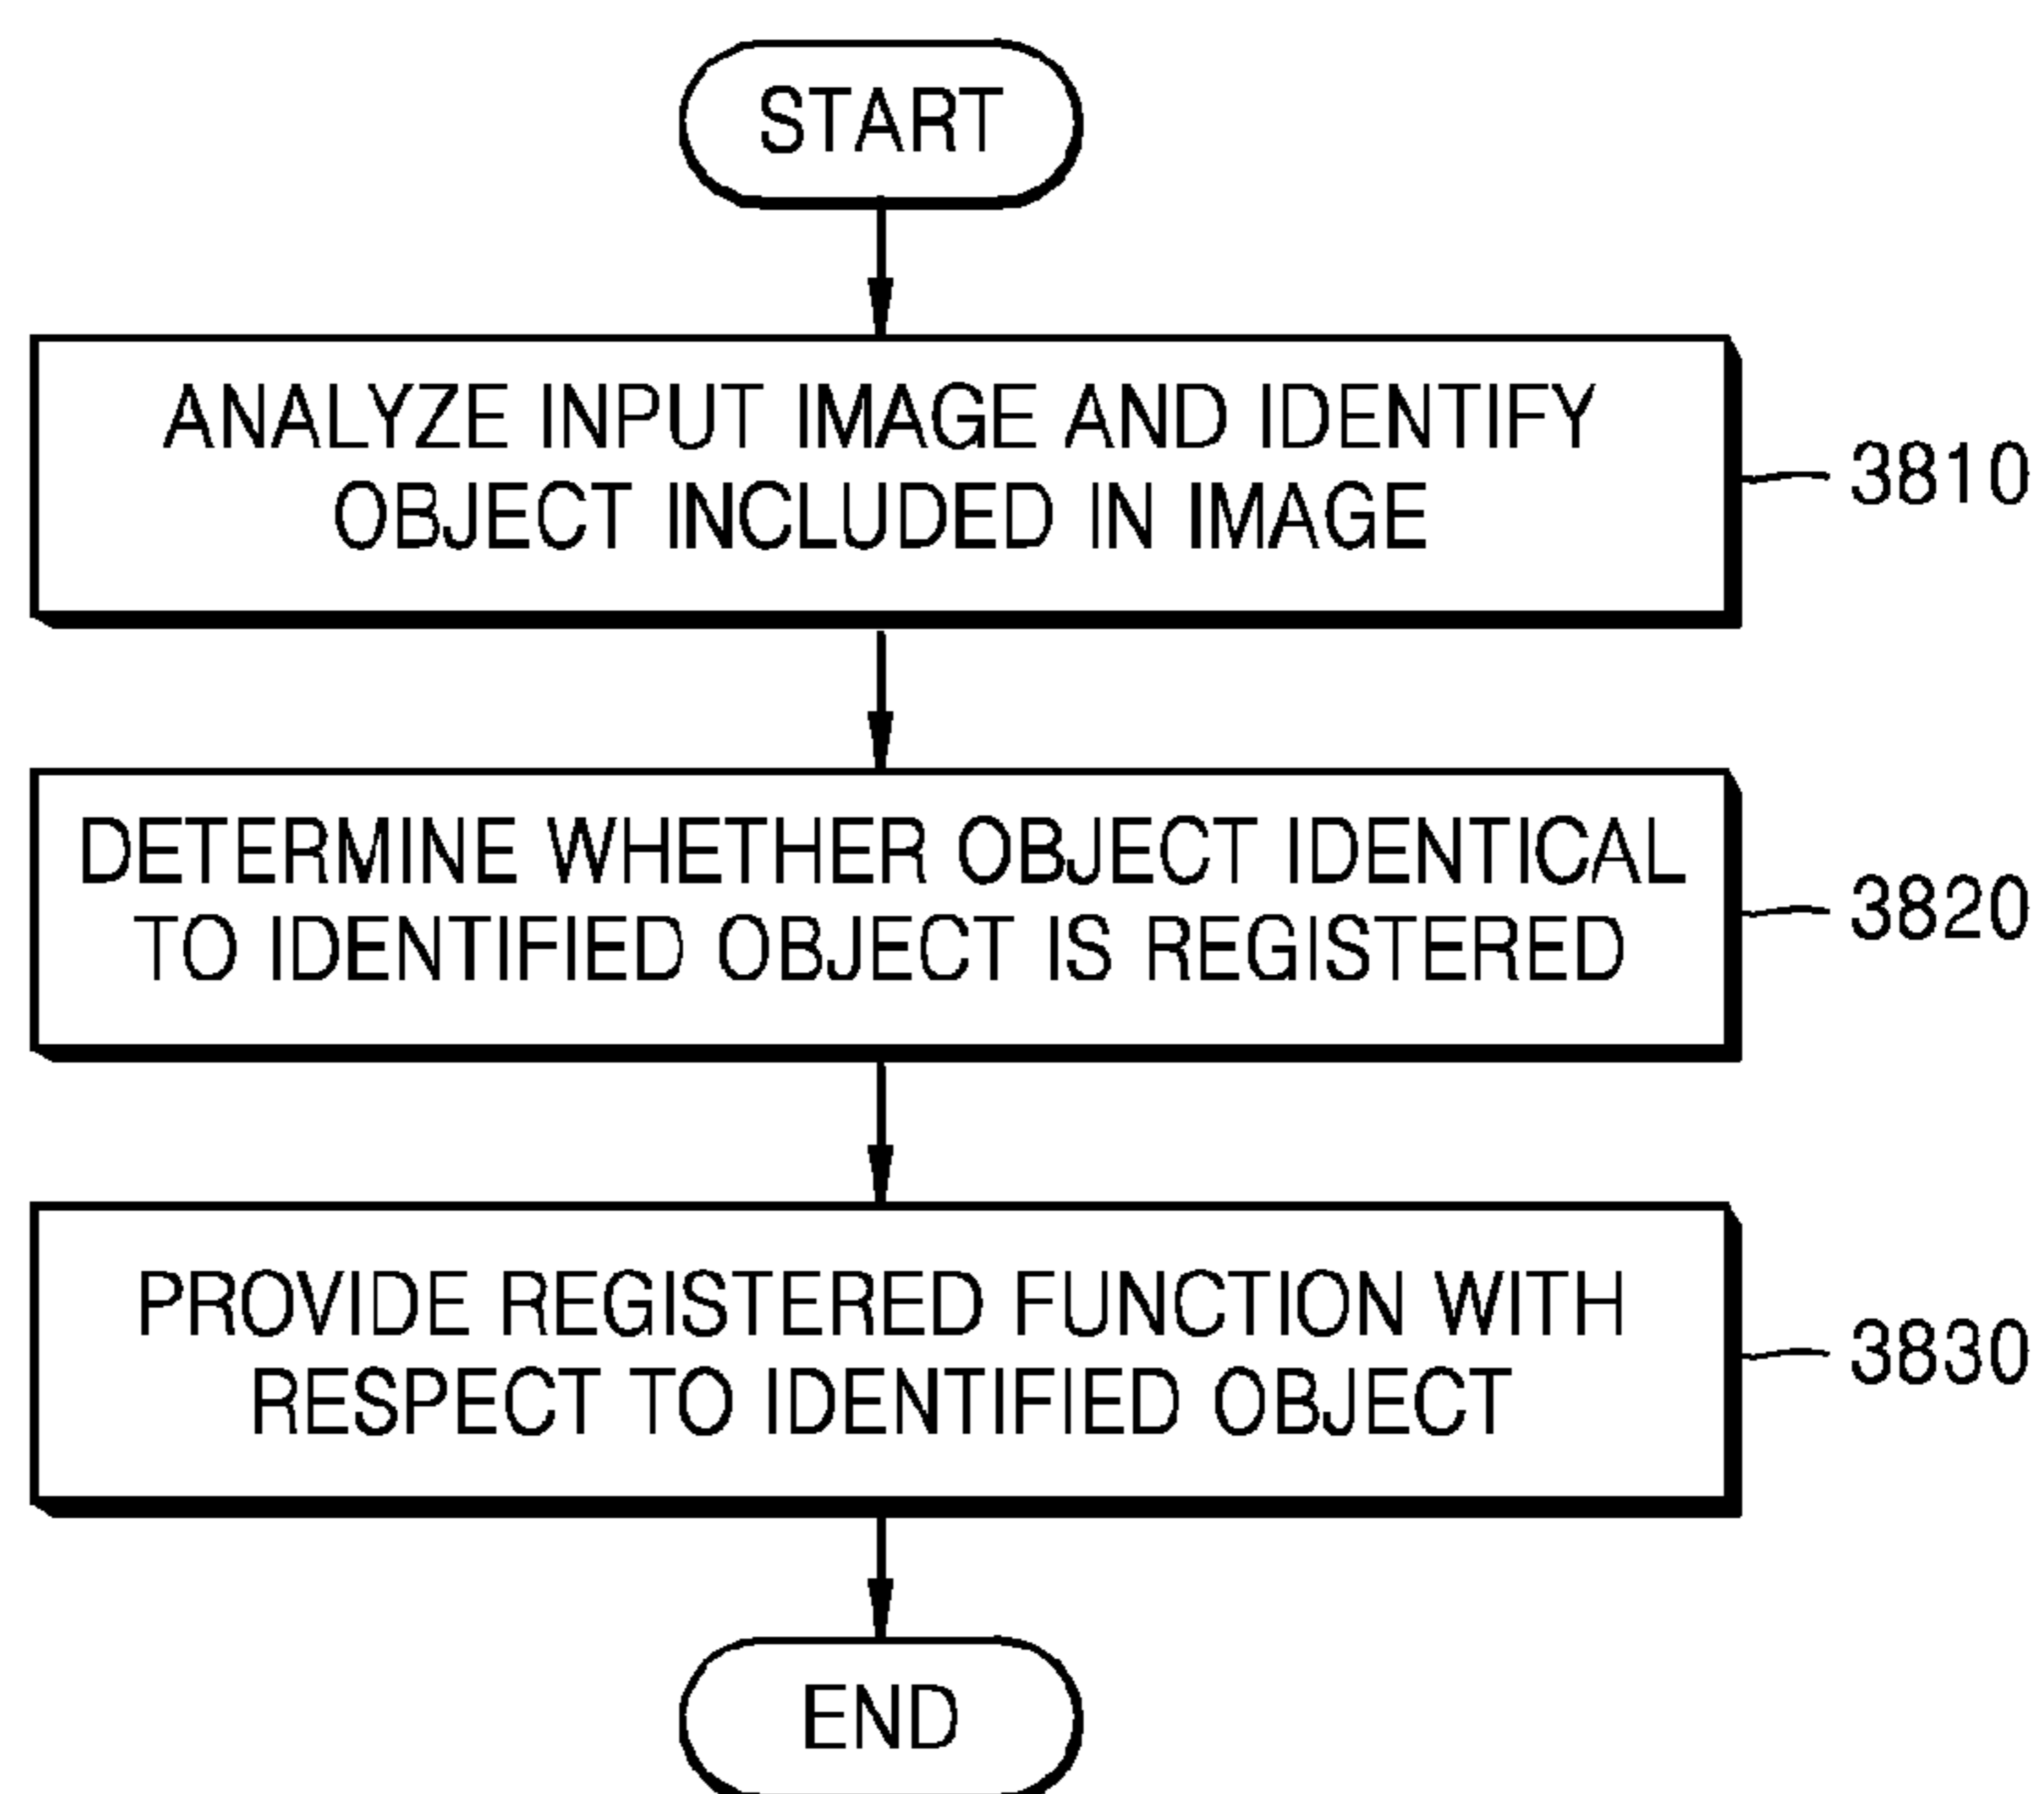 START
ANALYZE INPUT IMAGE AND IDENTIFY
OBJECT INCLUDED IN IMAGE
3810
DETERMINE WHETHER OBJECT IDENTICAL
TO IDENTIFIED OBJECT IS REGISTERED
3820
PROVIDE REGISTERED FUNCTION WITH
RESPECT TO IDENTIFIED OBJECT
3830
END